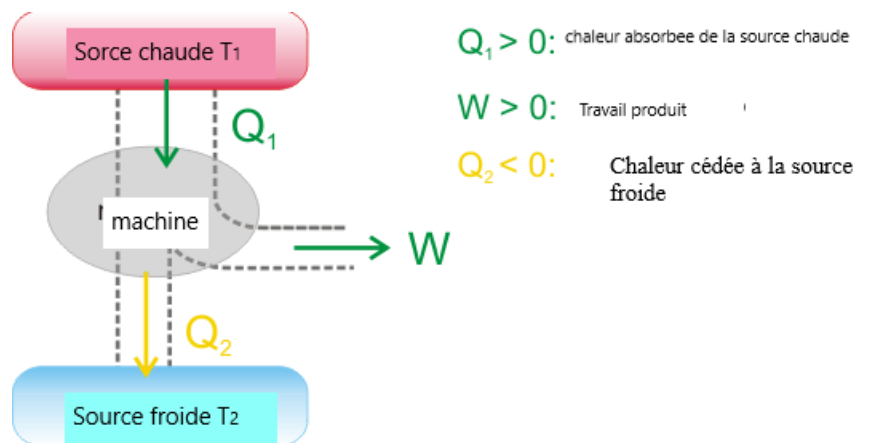 Sorce chaude T1
Q1
machine
W
Q2
Source froide T2
Q1 > 0: chaleur absorbee de la source chaude
W > 0: Travail produit
Q2 < 0: Chaleur cédée à la source
froide